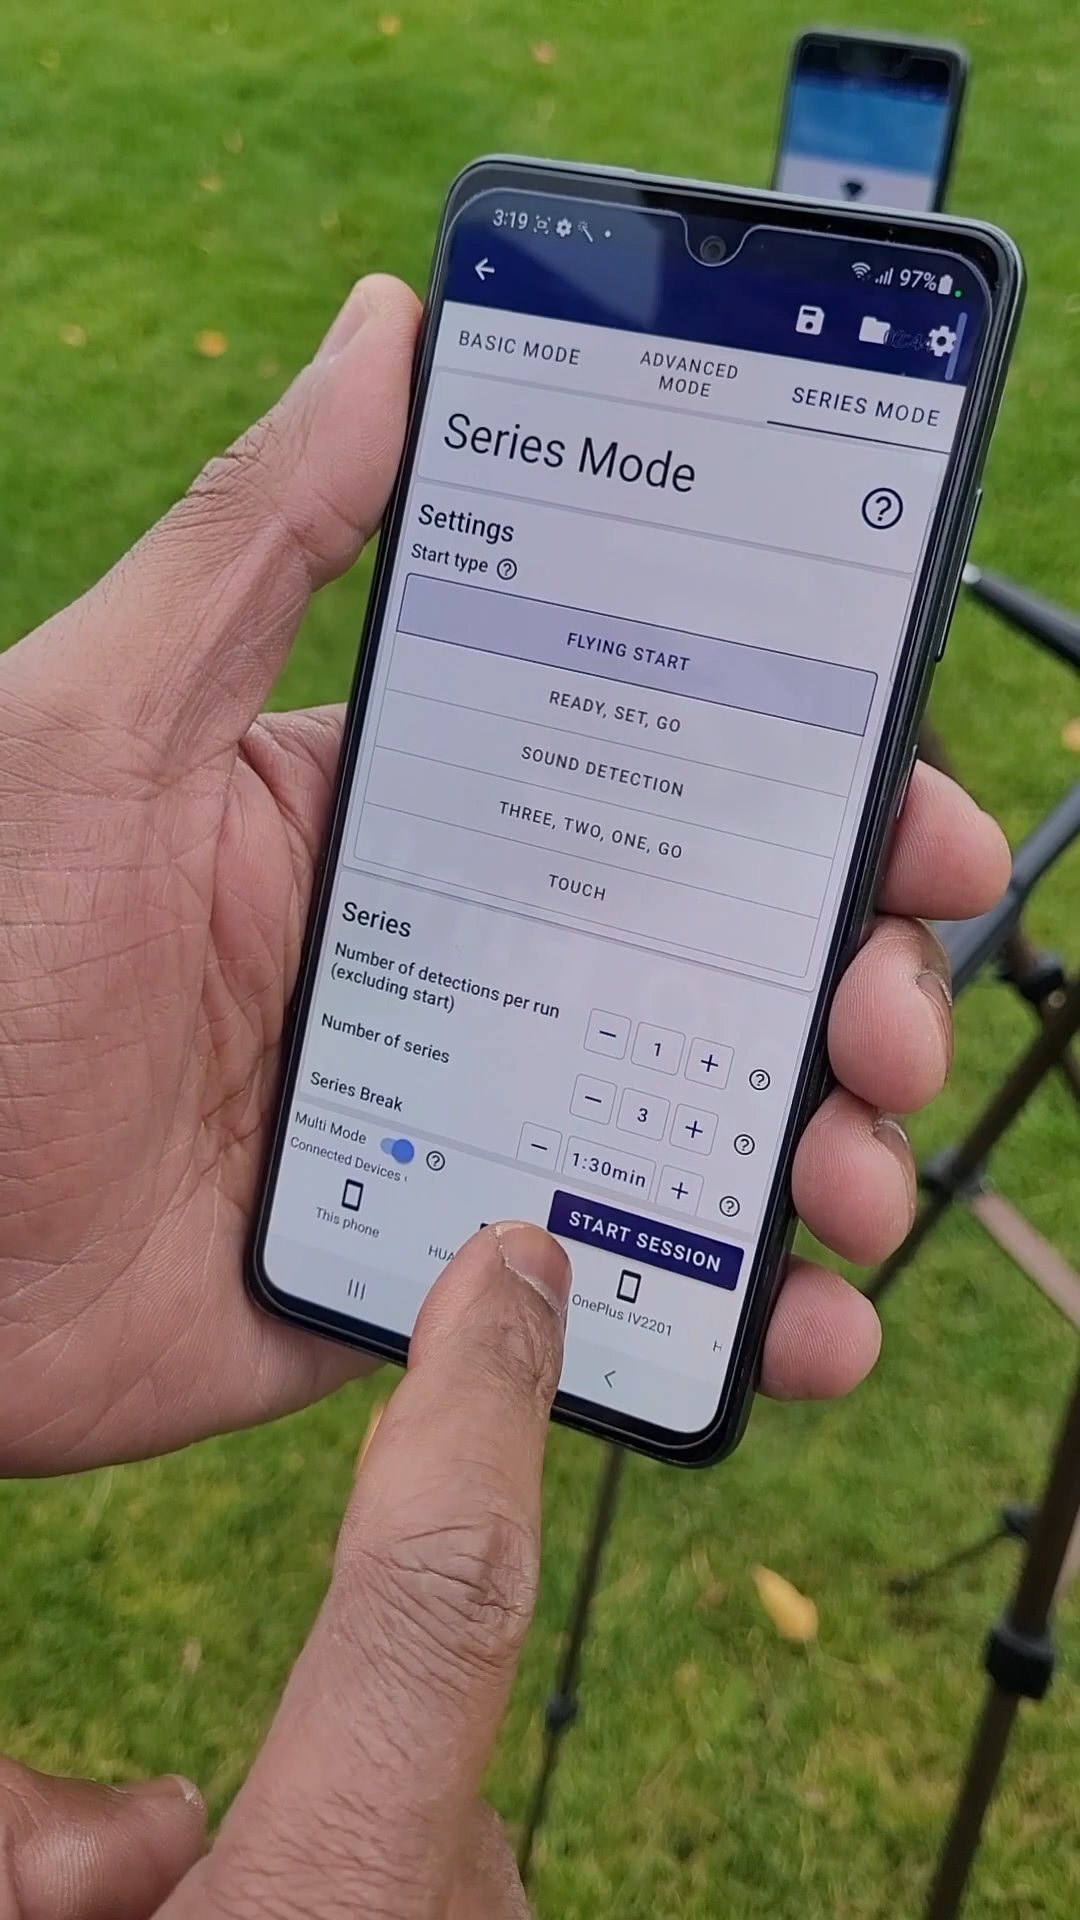 3:19
97%
BASIC MODE
ADVANCED
MODE
SERIES MODE
Series Mode
Settings
Start type
FLYING START
READY, SET, GO
SOUND DETECTION
THREE, TWO, ONE, GO
TOUCH
Series
Number of detections per run
(excluding start)
1
Number of series
3
Series Break
1:30min
Multi Mode
Connected Devices
START SESSION
This phone
HUA
OnePlus IV2201
H